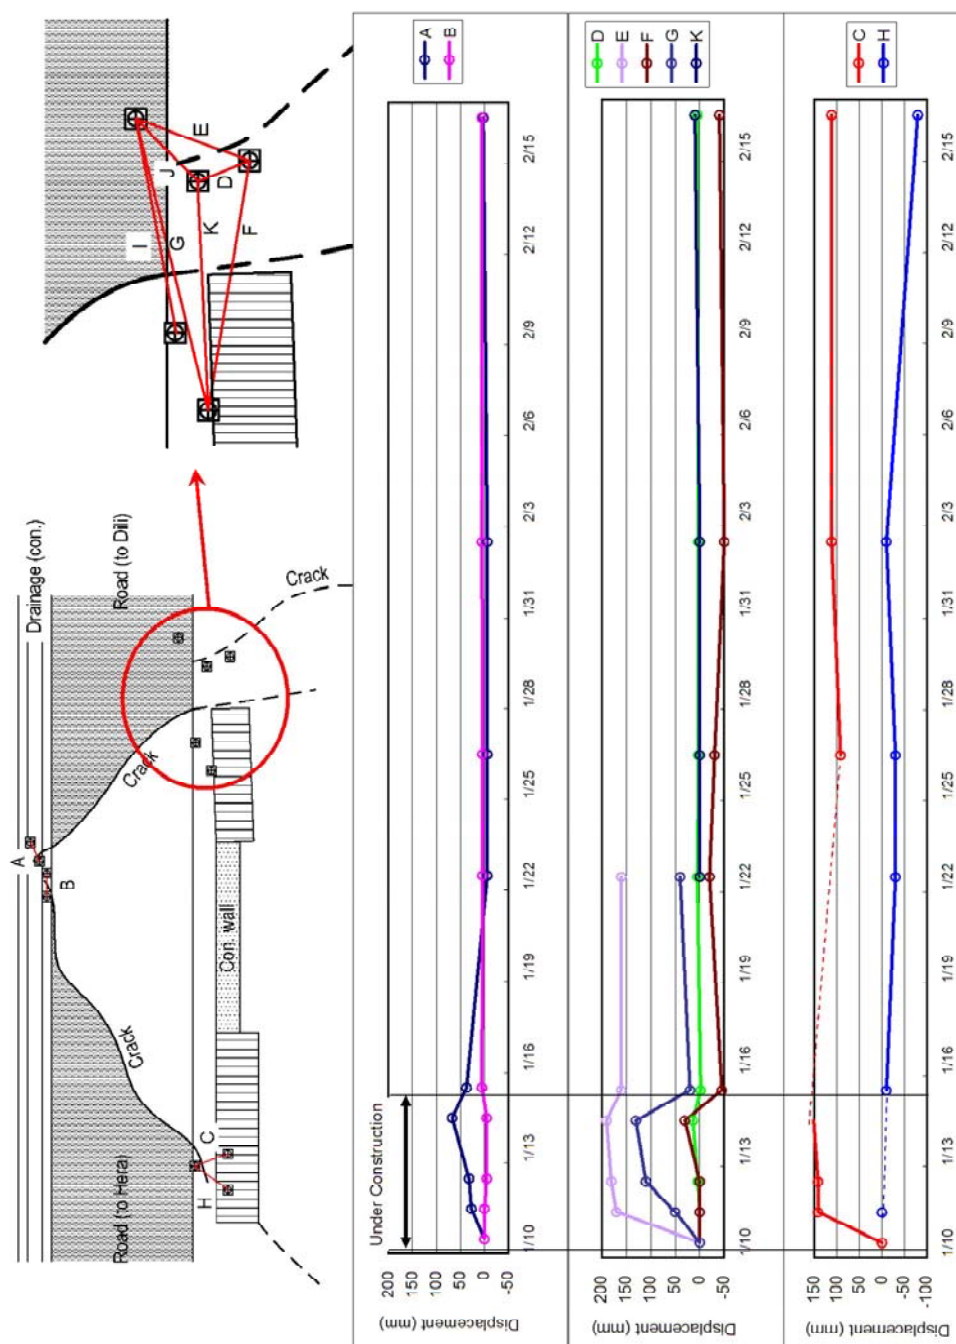 Drainage (con.)
Road (to Hera)
Road (to Dili)
A
B
Crack
Crack
Crack
H
C
Con. wall
I
J
G
K
E
D
F
A
B
Under Construction
Displacement (mm)
200
150
100
50
0
-50
1/10
1/13
1/16
1/19
1/22
1/25
1/28
1/31
2/3
2/6
2/9
2/12
2/15
D
E
F
G
K
Displacement (mm)
200
150
100
50
0
-50
1/10
1/13
1/16
1/19
1/22
1/25
1/28
1/31
2/3
2/6
2/9
2/12
2/15
C
H
Displacement (mm)
150
100
50
0
-50
-100
1/10
1/13
1/16
1/19
1/22
1/25
1/28
1/31
2/3
2/6
2/9
2/12
2/15